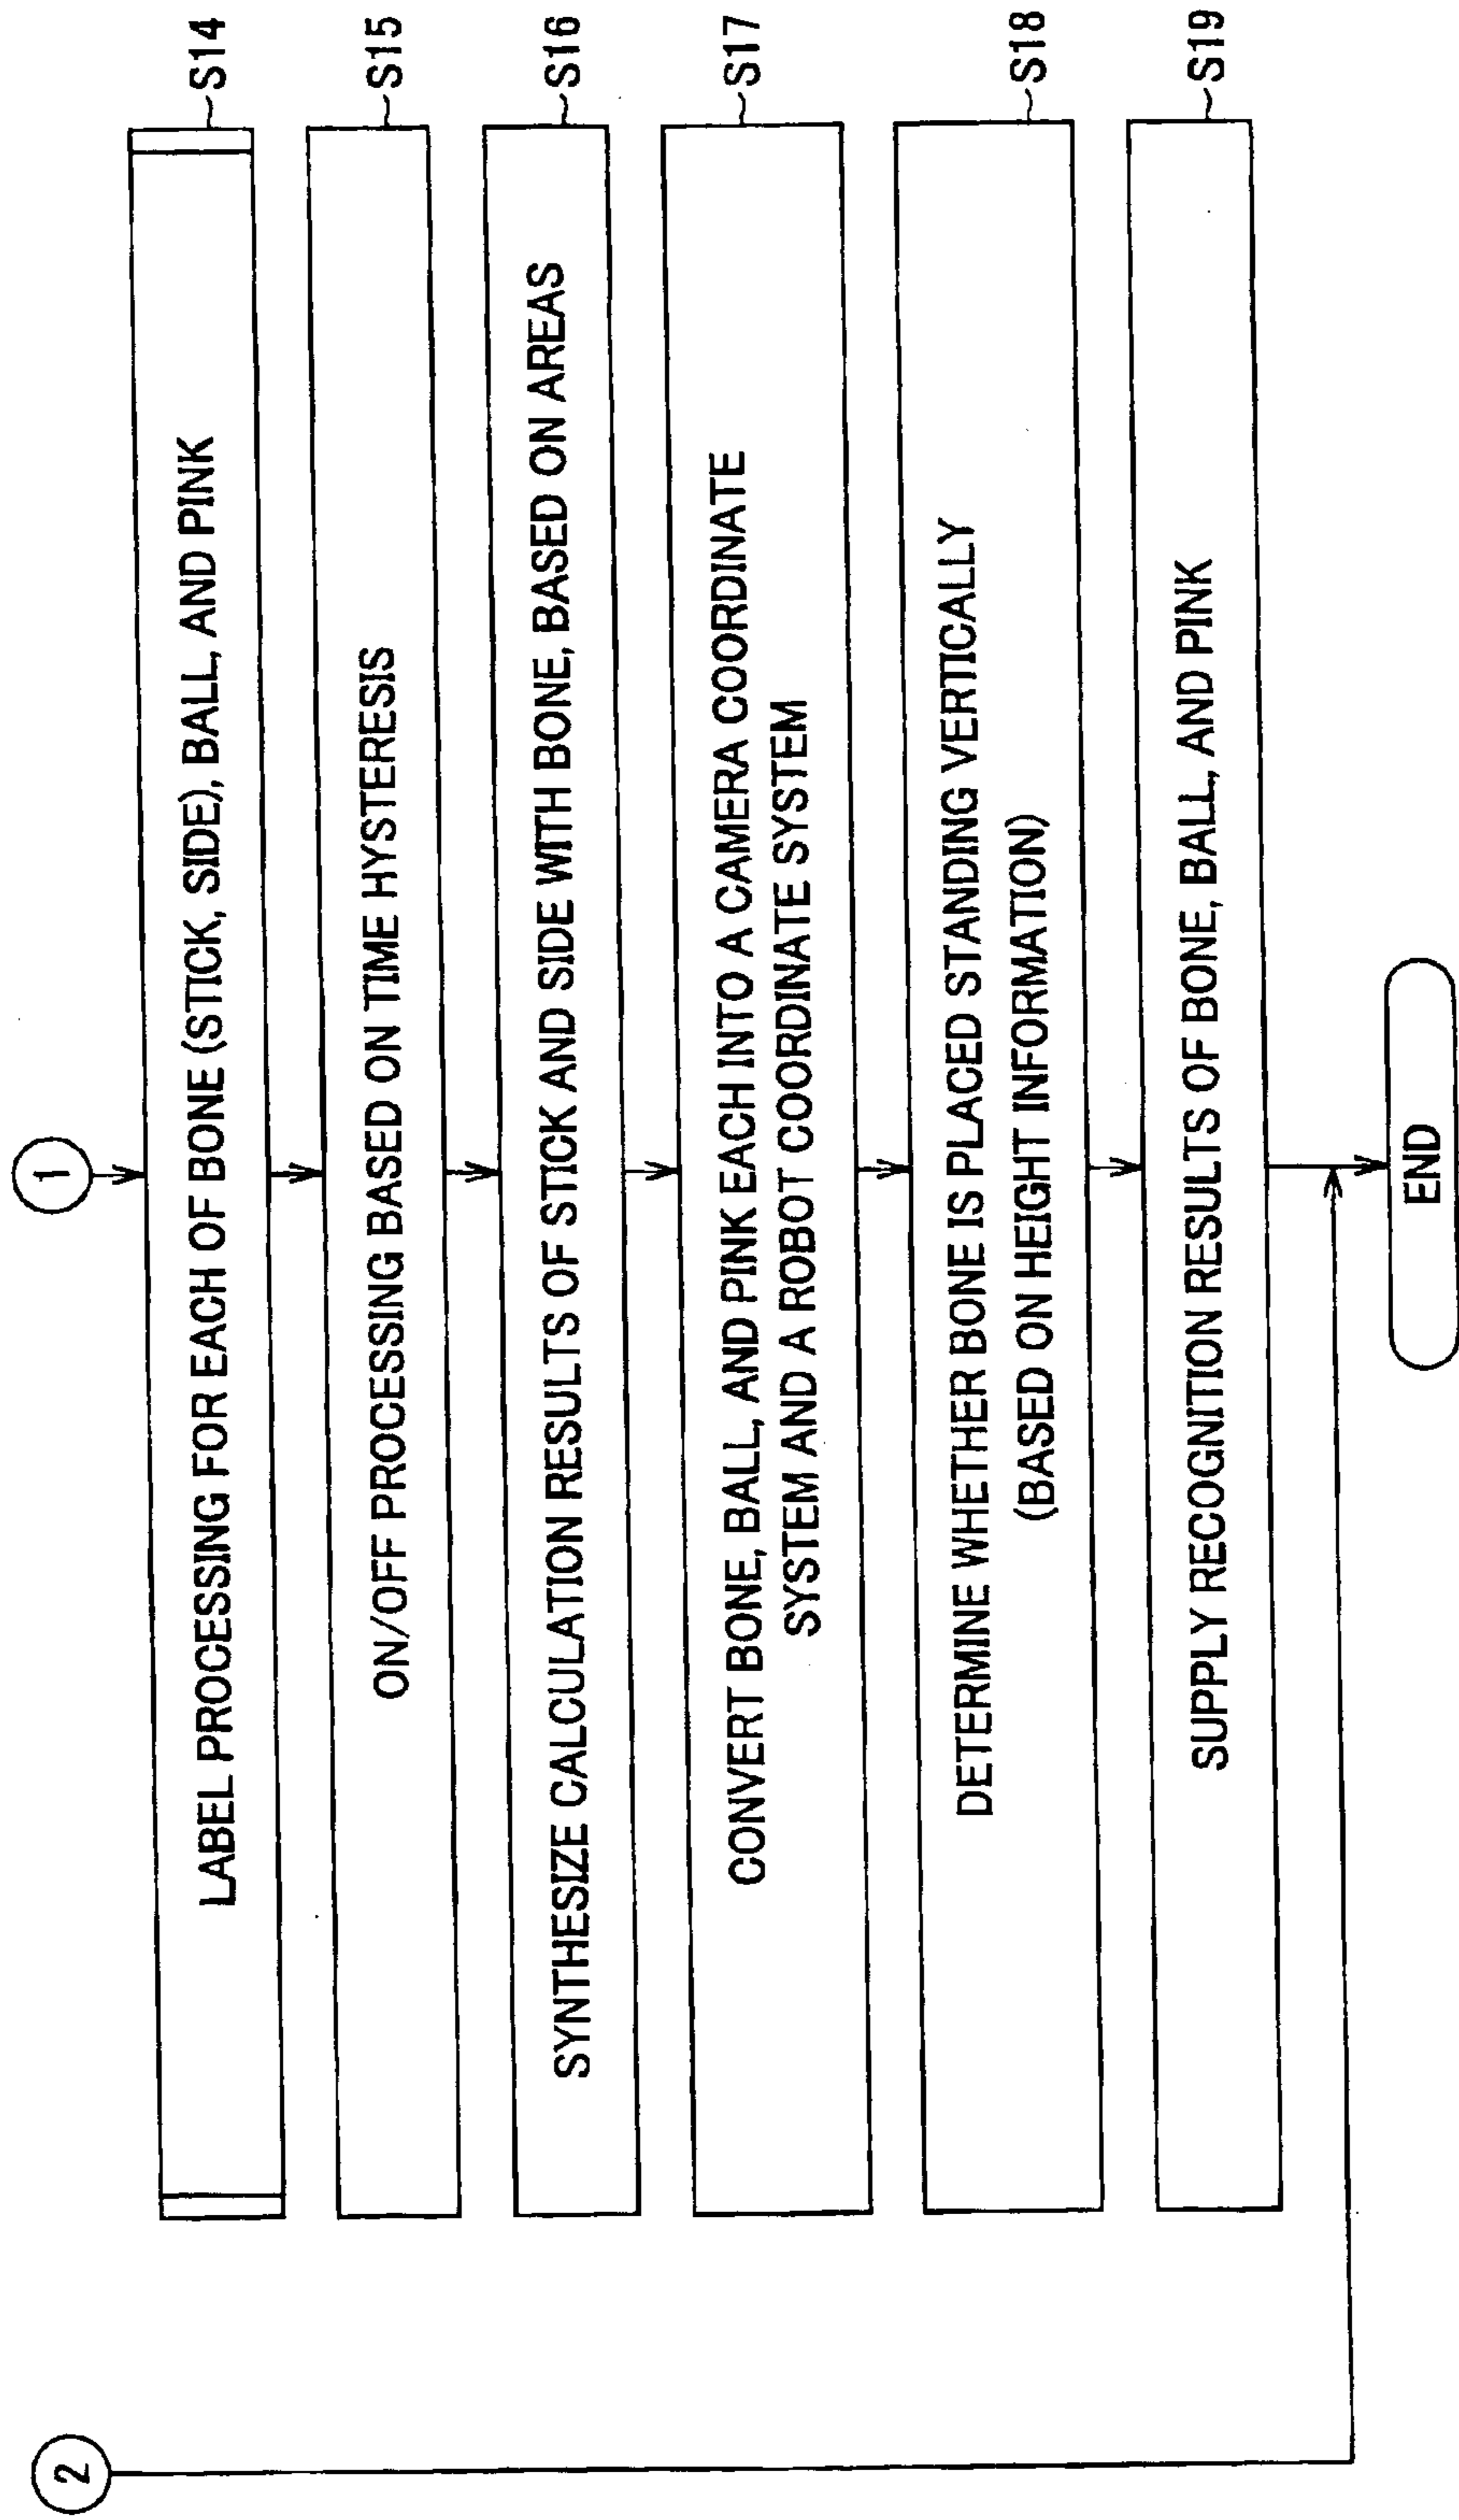 1
LABEL PROCESSING FOR EACH OF BONE (STICK, SIDE), BALL, AND PINK
S14
ON/OFF PROCESSING BASED ON TIME HYSTERESIS
S15
SYNTHESIZE CALCULATION RESULTS OF STICK AND SIDE WITH BONE, BASED ON AREAS
S16
CONVERT BONE, BALL, AND PINK EACH INTO A CAMERA COORDINATE
SYSTEM AND A ROBOT COORDINATE SYSTEM
S17
DETERMINE WHETHER BONE IS PLACED STANDING VERTICALLY
(BASED ON HEIGHT INFORMATION)
S18
SUPPLY RECOGNITION RESULTS OF BONE, BALL, AND PINK
S19
END
2